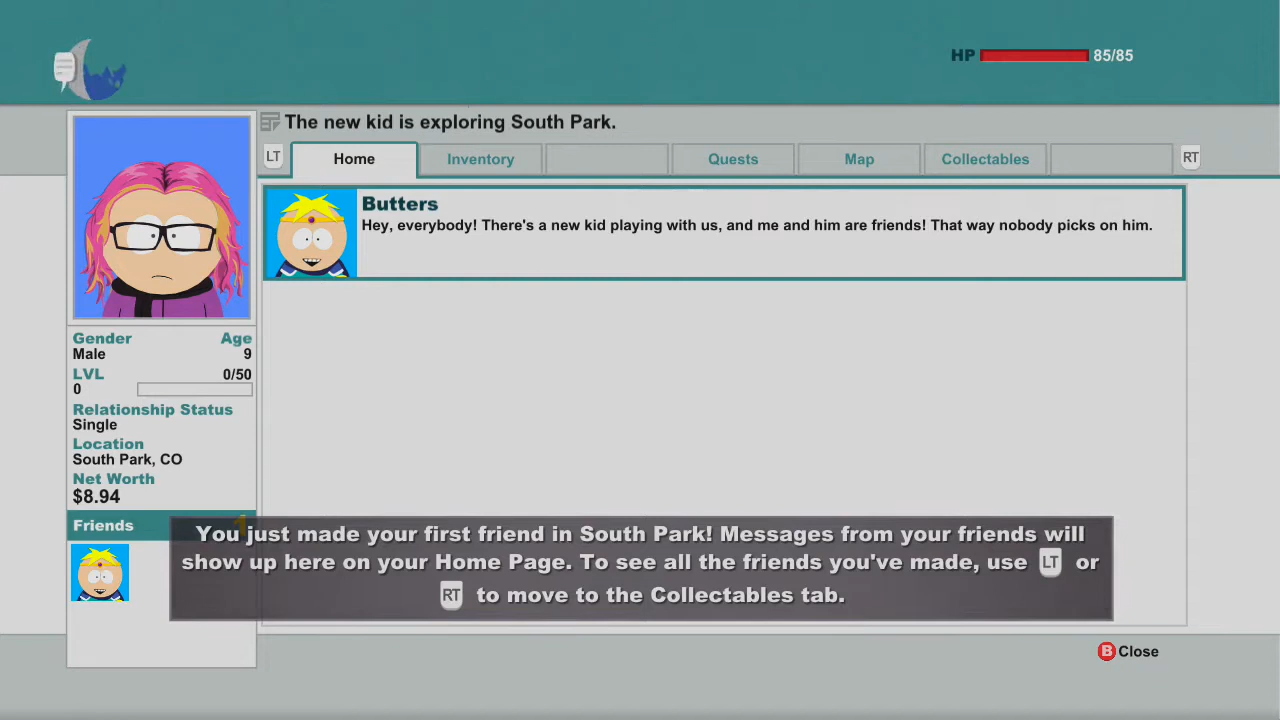 HP 85/85
The new kid is exploring South Park.
LT Home Inventory Quests Map Collectables RT
Butters
Hey, everybody! There's a new kid playing with us, and me and him are friends! That way nobody picks on him.
Gender Age
Male 9
LVL 0/50
0
Relationship Status
Single
Location
South Park, CO
Net Worth
$8.94
Friends 1
You just made your first friend in South Park! Messages from your friends will
show up here on your Home Page. To see all the friends you've made, use LT or
RT to move to the Collectables tab.
B Close